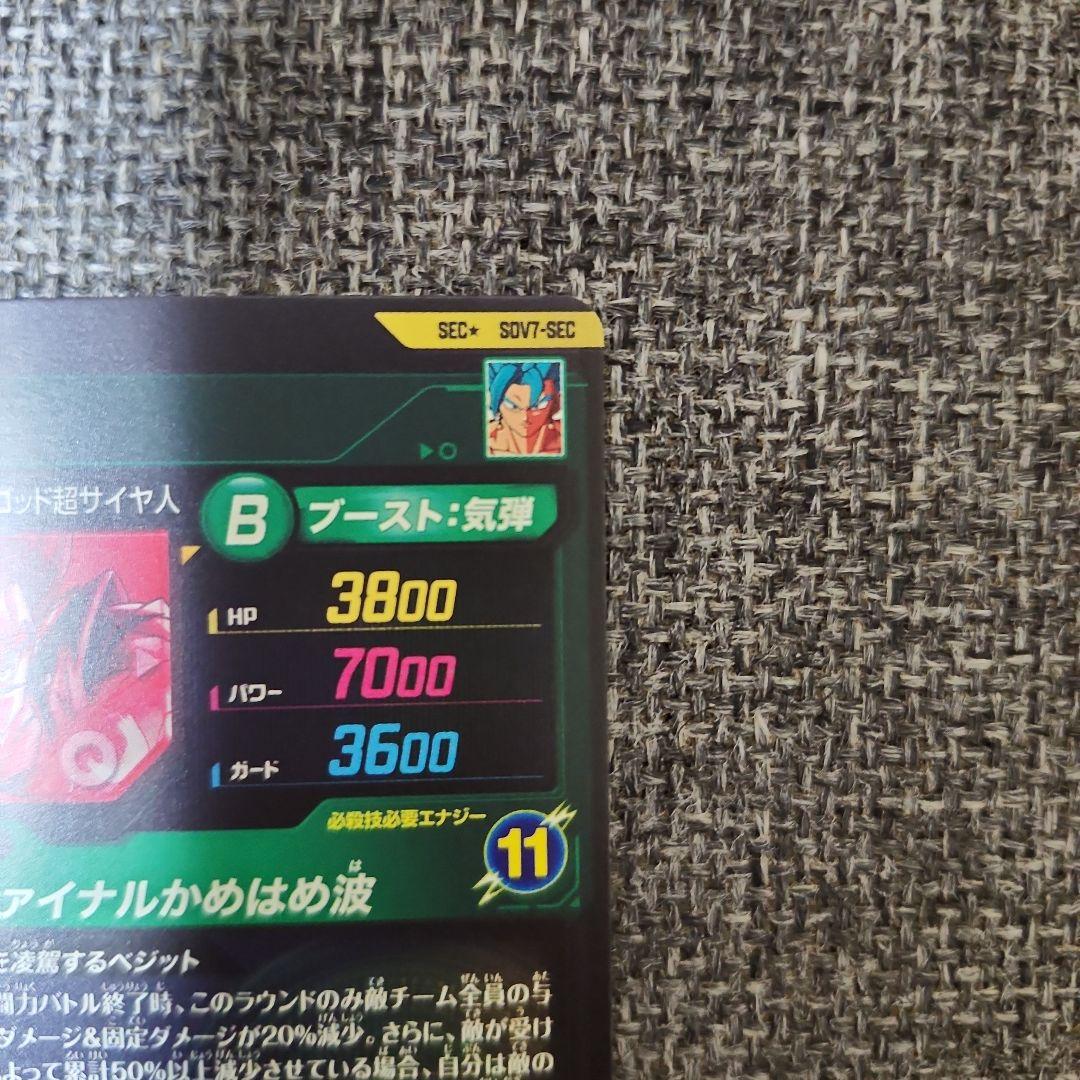 SEC★ SDV7-SEC
ゴッド超サイヤ人
B ブースト:気弾
HP 3800
パワー 7000
ガード 3600
必殺技必要エナジー
11
ァイナルかめはめ波
は
を凌駕するベジット
闘力バトル終了時、このラウンドのみ敵チーム全員の与
ダメージ&固定ダメージが20%減少。さらに、敵が受け
よって累計50%以上減少させている場合、自分は敵の